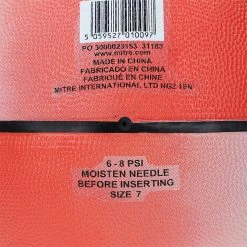 5 059527 010097
PO 3000023153 31183
www.mitre.com
MADE IN CHINA
FABRICADO EN CHINA
FABRIQUÉ EN CHINE
MITRE INTERNATIONAL LTD NG2 1EN
6 - 8 PSI
MOISTEN NEEDLE
BEFORE INSERTING
SIZE 7